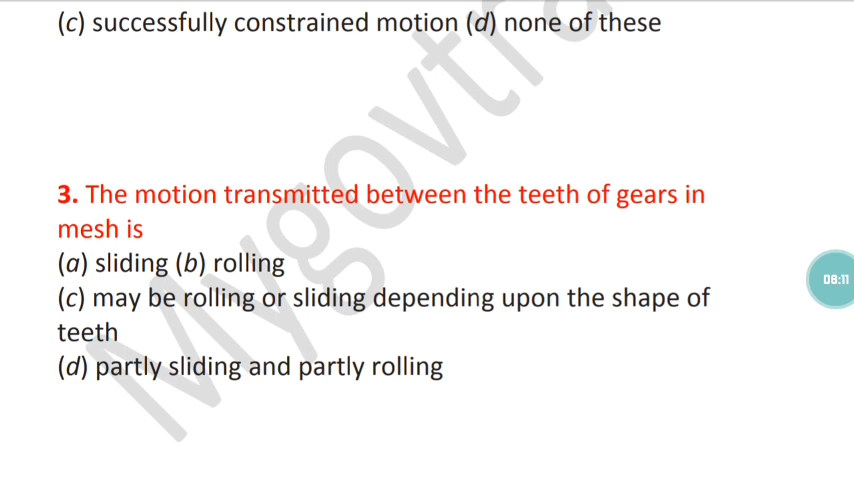 (c) successfully constrained motion (d) none of these
3. The motion transmitted between the teeth of gears in
mesh is
(a) sliding (b) rolling
(c) may be rolling or sliding depending upon the shape of
teeth
(d) partly sliding and partly rolling
08:11
Mygovtra